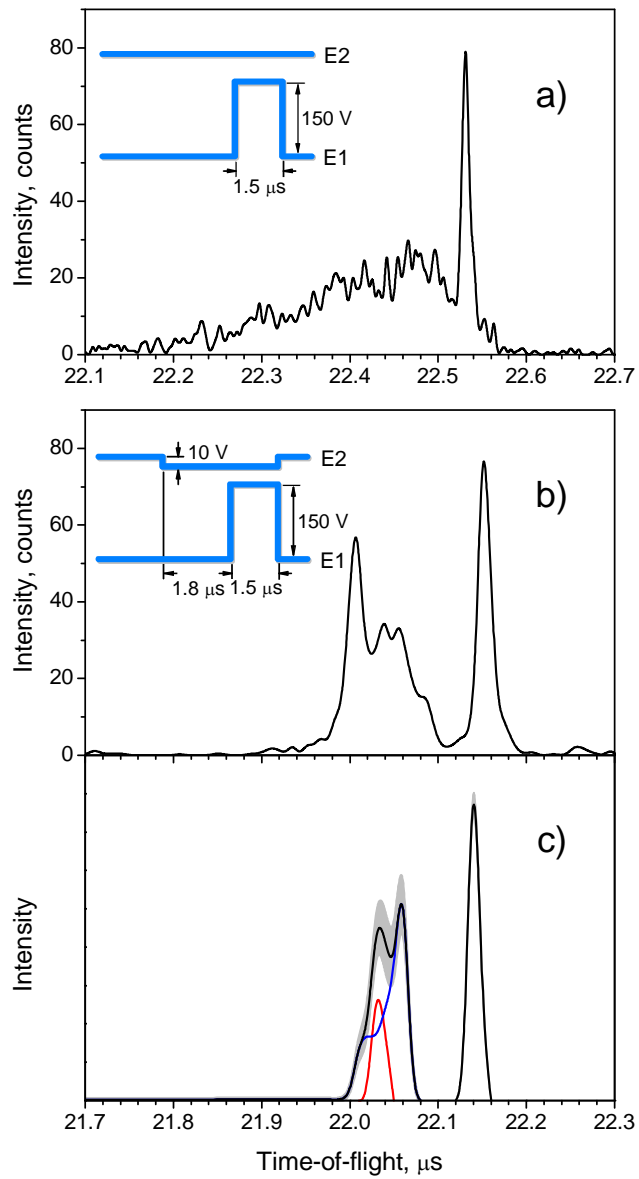 80
60
40
20
0
Intensity, counts
E2
150 V
E1
1.5 μs
a)
22.1 22.2 22.3 22.4 22.5 22.6 22.7
80
60
40
20
0
Intensity, counts
10 V
E2
150 V
E1
1.8 μs 1.5 μs
b)
Intensity
c)
21.7 21.8 21.9 22.0 22.1 22.2 22.3
Time-of-flight, μs